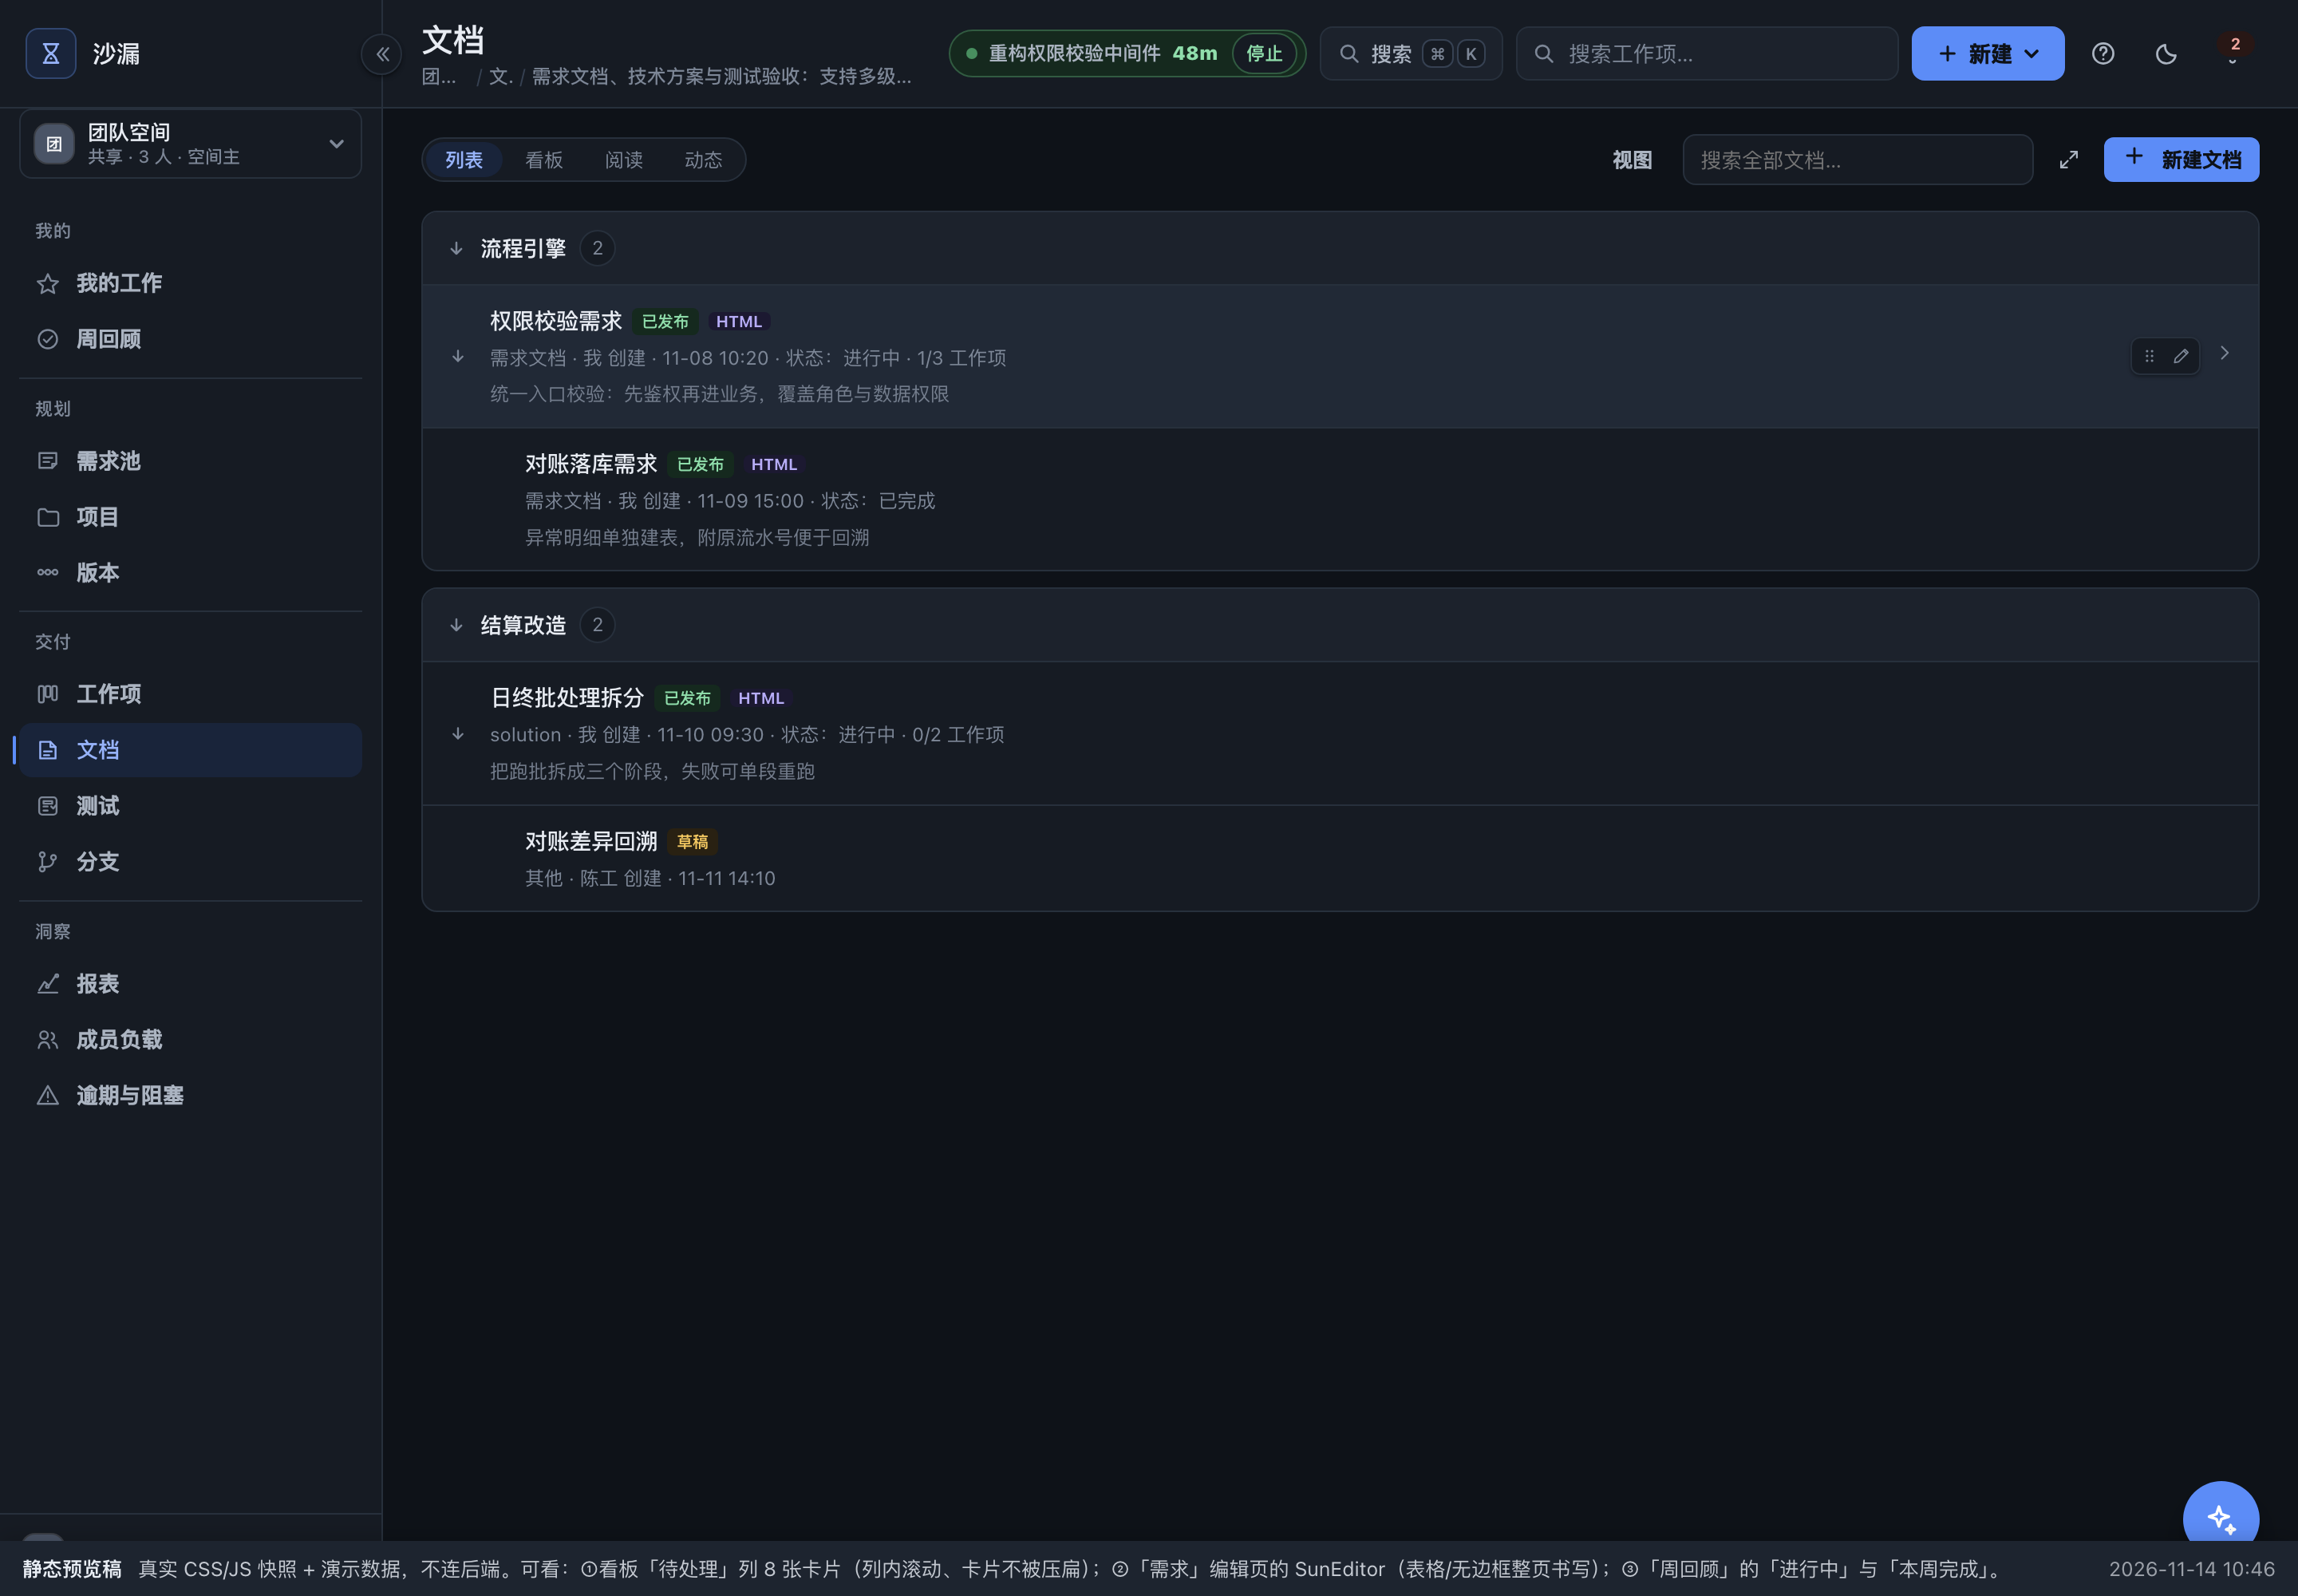 沙漏
文档
团... / 文. / 需求文档、技术方案与测试验收：支持多级...
重构权限校验中间件 48m 停止
搜索 ⌘ K
搜索工作项...
新建
2
团
团队空间
共享 · 3 人 · 空间主
我的
我的工作
周回顾
规划
需求池
项目
版本
交付
工作项
文档
测试
分支
洞察
报表
成员负载
逾期与阻塞
列表 看板 阅读 动态
视图
搜索全部文档...
新建文档
流程引擎 2
权限校验需求 已发布 HTML
需求文档 · 我 创建 · 11-08 10:20 · 状态：进行中 · 1/3 工作项
统一入口校验：先鉴权再进业务，覆盖角色与数据权限
对账落库需求 已发布 HTML
需求文档 · 我 创建 · 11-09 15:00 · 状态：已完成
异常明细单独建表，附原流水号便于回溯
结算改造 2
日终批处理拆分 已发布 HTML
solution · 我 创建 · 11-10 09:30 · 状态：进行中 · 0/2 工作项
把跑批拆成三个阶段，失败可单段重跑
对账差异回溯 草稿
其他 · 陈工 创建 · 11-11 14:10
静态预览稿 真实 CSS/JS 快照 + 演示数据，不连后端。可看：①看板「待处理」列 8 张卡片（列内滚动、卡片不被压扁）；②「需求」编辑页的 SunEditor（表格/无边框整页书写）；③「周回顾」的「进行中」与「本周完成」。
2026-11-14 10:46